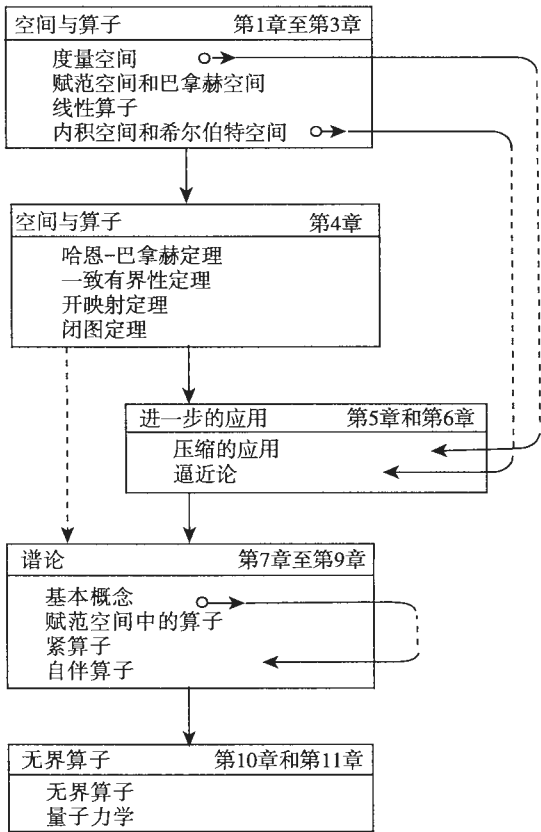 空间与算子 第1章至第3章
度量空间
赋范空间和巴拿赫空间
线性算子
内积空间和希尔伯特空间
空间与算子 第4章
哈恩-巴拿赫定理
一致有界性定理
开映射定理
闭图定理
进一步的应用 第5章和第6章
压缩的应用
逼近论
谱论 第7章至第9章
基本概念
赋范空间中的算子
紧算子
自伴算子
无界算子 第10章和第11章
无界算子
量子力学